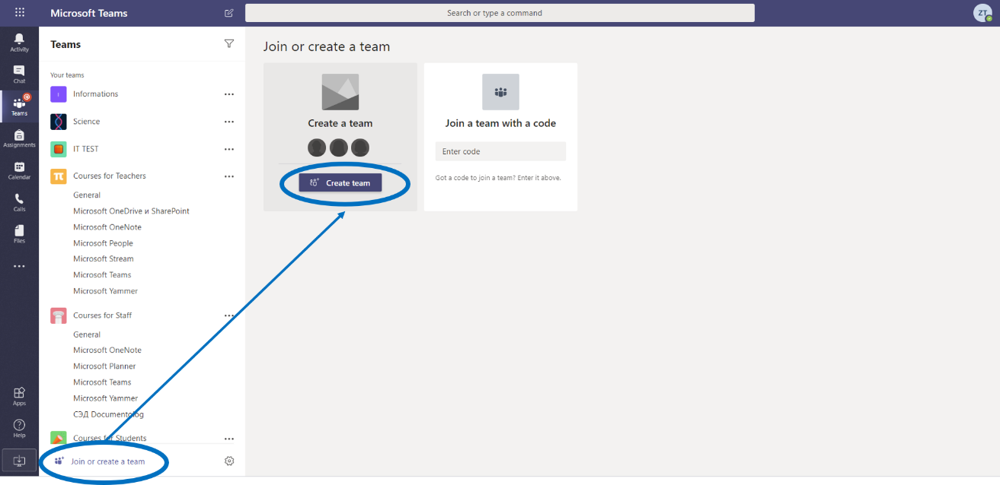 Microsoft Teams
Search or type a command
ZT
Activity
Chat
Teams
Assignments
Calendar
Calls
Files
Apps
Help
Teams
Your teams
I Informations
Science
IT TEST
Courses for Teachers
General
Microsoft OneDrive и SharePoint
Microsoft OneNote
Microsoft People
Microsoft Stream
Microsoft Teams
Microsoft Yammer
Courses for Staff
General
Microsoft OneNote
Microsoft Planner
Microsoft Teams
Microsoft Yammer
СЭД Documentolog
Courses for Students
Join or create a team
Join or create a team
Create a team
Create team
Join a team with a code
Enter code
Got a code to join a team? Enter it above.